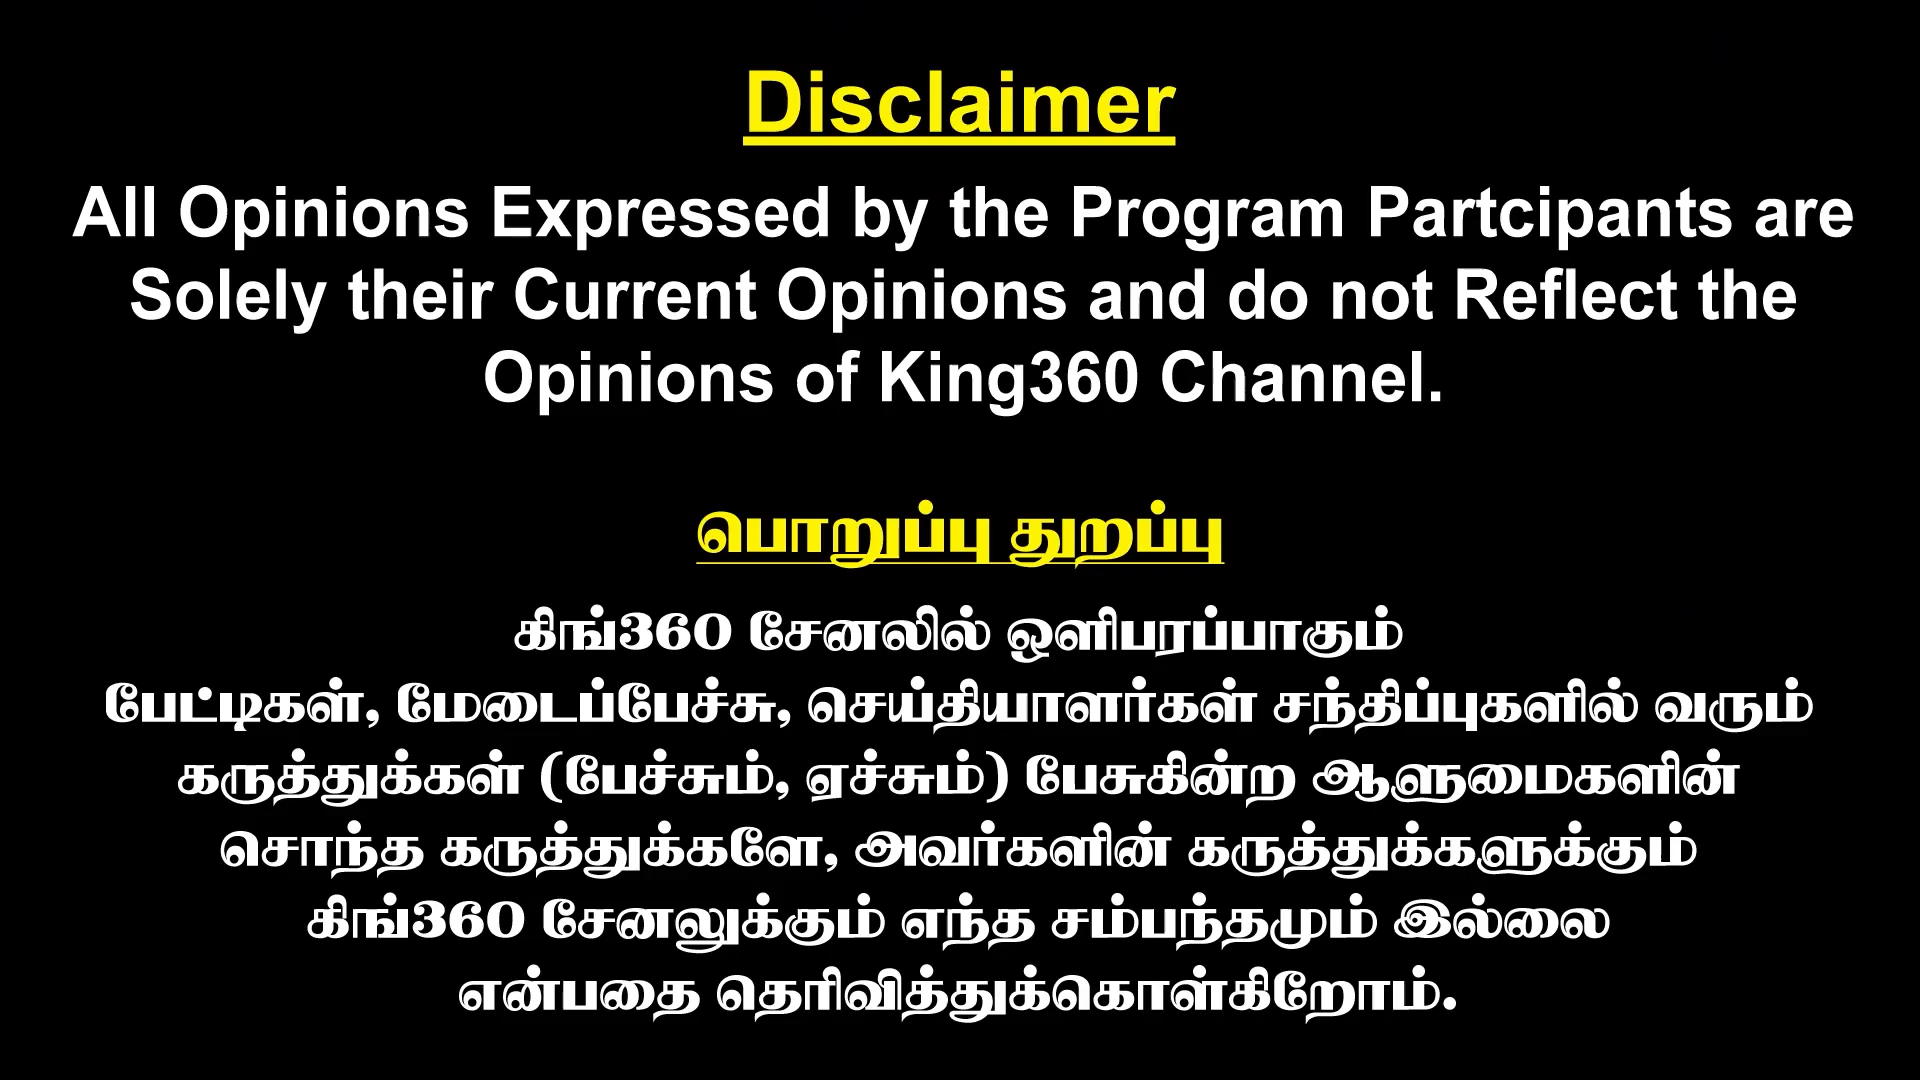 Disclaimer
All Opinions Expressed by the Program Partcipants are
Solely their Current Opinions and do not Reflect the
Opinions of King360 Channel.
பொறுப்பு துறப்பு
கிங்360 சேனலில் ஒளிபரப்பாகும்
பேட்டிகள், மேடைப்பேச்சு, செய்தியாளர்கள் சந்திப்புகளில் வரும்
கருத்துக்கள் (பேச்சும், ஏச்சும்) பேசுகின்ற ஆளுமைகளின்
சொந்த கருத்துக்களே, அவர்களின் கருத்துக்களுக்கும்
கிங்360 சேனலுக்கும் எந்த சம்பந்தமும் இல்லை
என்பதை தெரிவித்துக்கொள்கிறோம்.